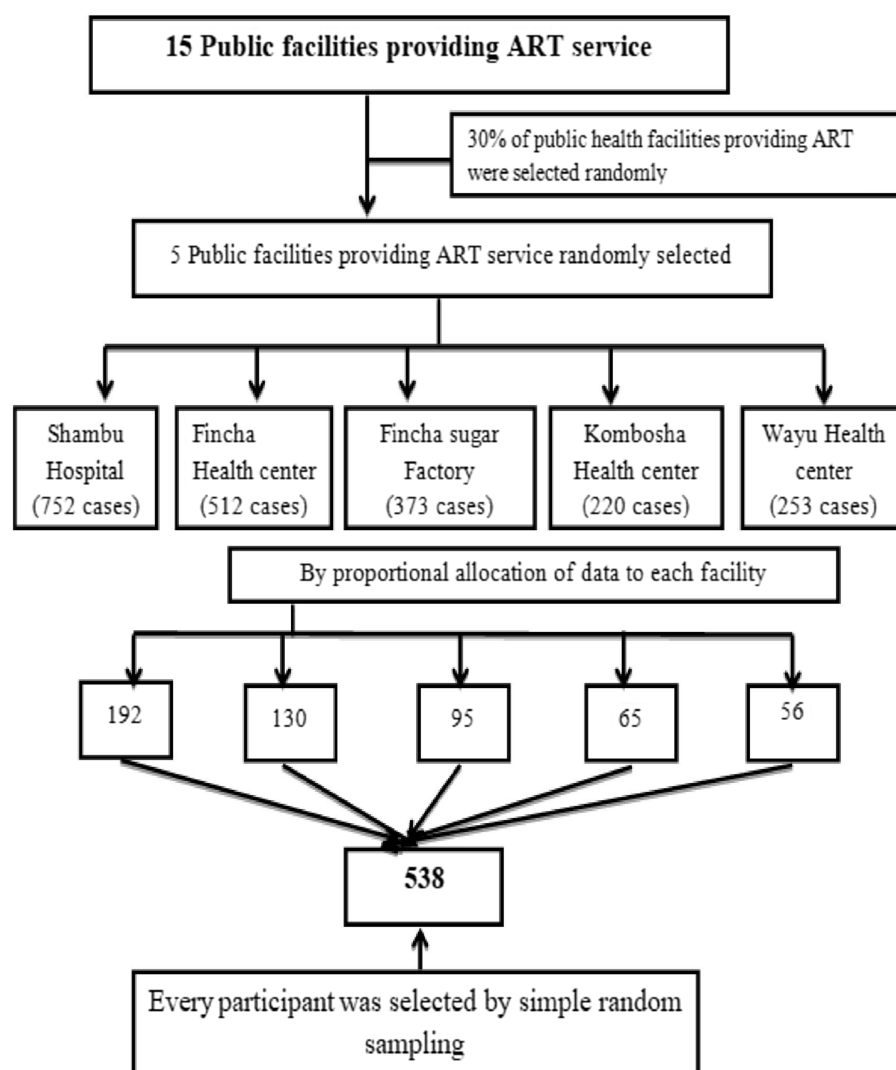 15 Public facilities providing ART service
30% of public health facilities providing ART
were selected randomly
5 Public facilities providing ART service randomly selected
Shambu
Hospital
(752 cases)
Fincha
Health center
(512 cases)
Fincha sugar
Factory
(373 cases)
Kombosha
Health center
(220 cases)
Wayu Health
center
(253 cases)
By proportional allocation of data to each facility
192
130
95
65
56
538
Every participant was selected by simple random
sampling